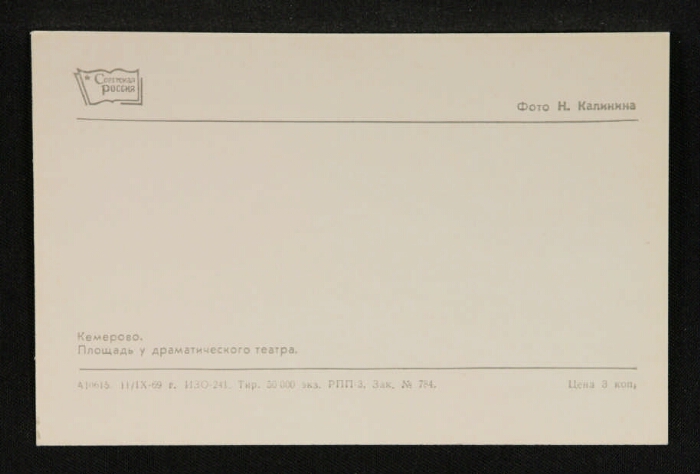 Советская
россия
Фото Н. Калинина
Кемерово.
Площадь у драматического театра.
11/IX-69 г. ИЗО-241. Тир. 50 000 экз. РПП-3. Зак. № 784. Цена 3 коп.